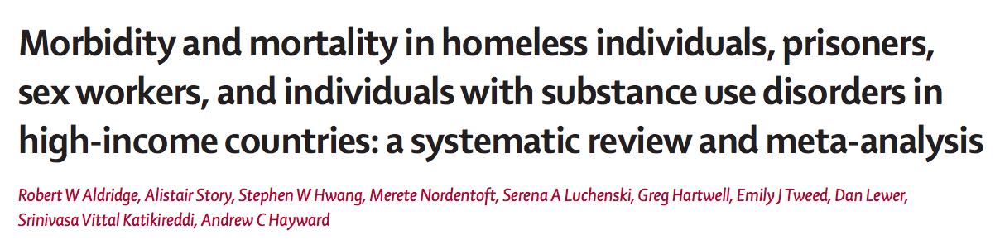 Morbidity and mortality in homeless individuals, prisoners,
sex workers, and individuals with substance use disorders in
high-income countries: a systematic review and meta-analysis
Robert W Aldridge, Alistair Story, Stephen W Hwang, Merete Nordentoft, Serena A Luchenski, Greg Hartwell, Emily J Tweed, Dan Lewer,
Srinivasa Vittal Katikireddi, Andrew C Hayward